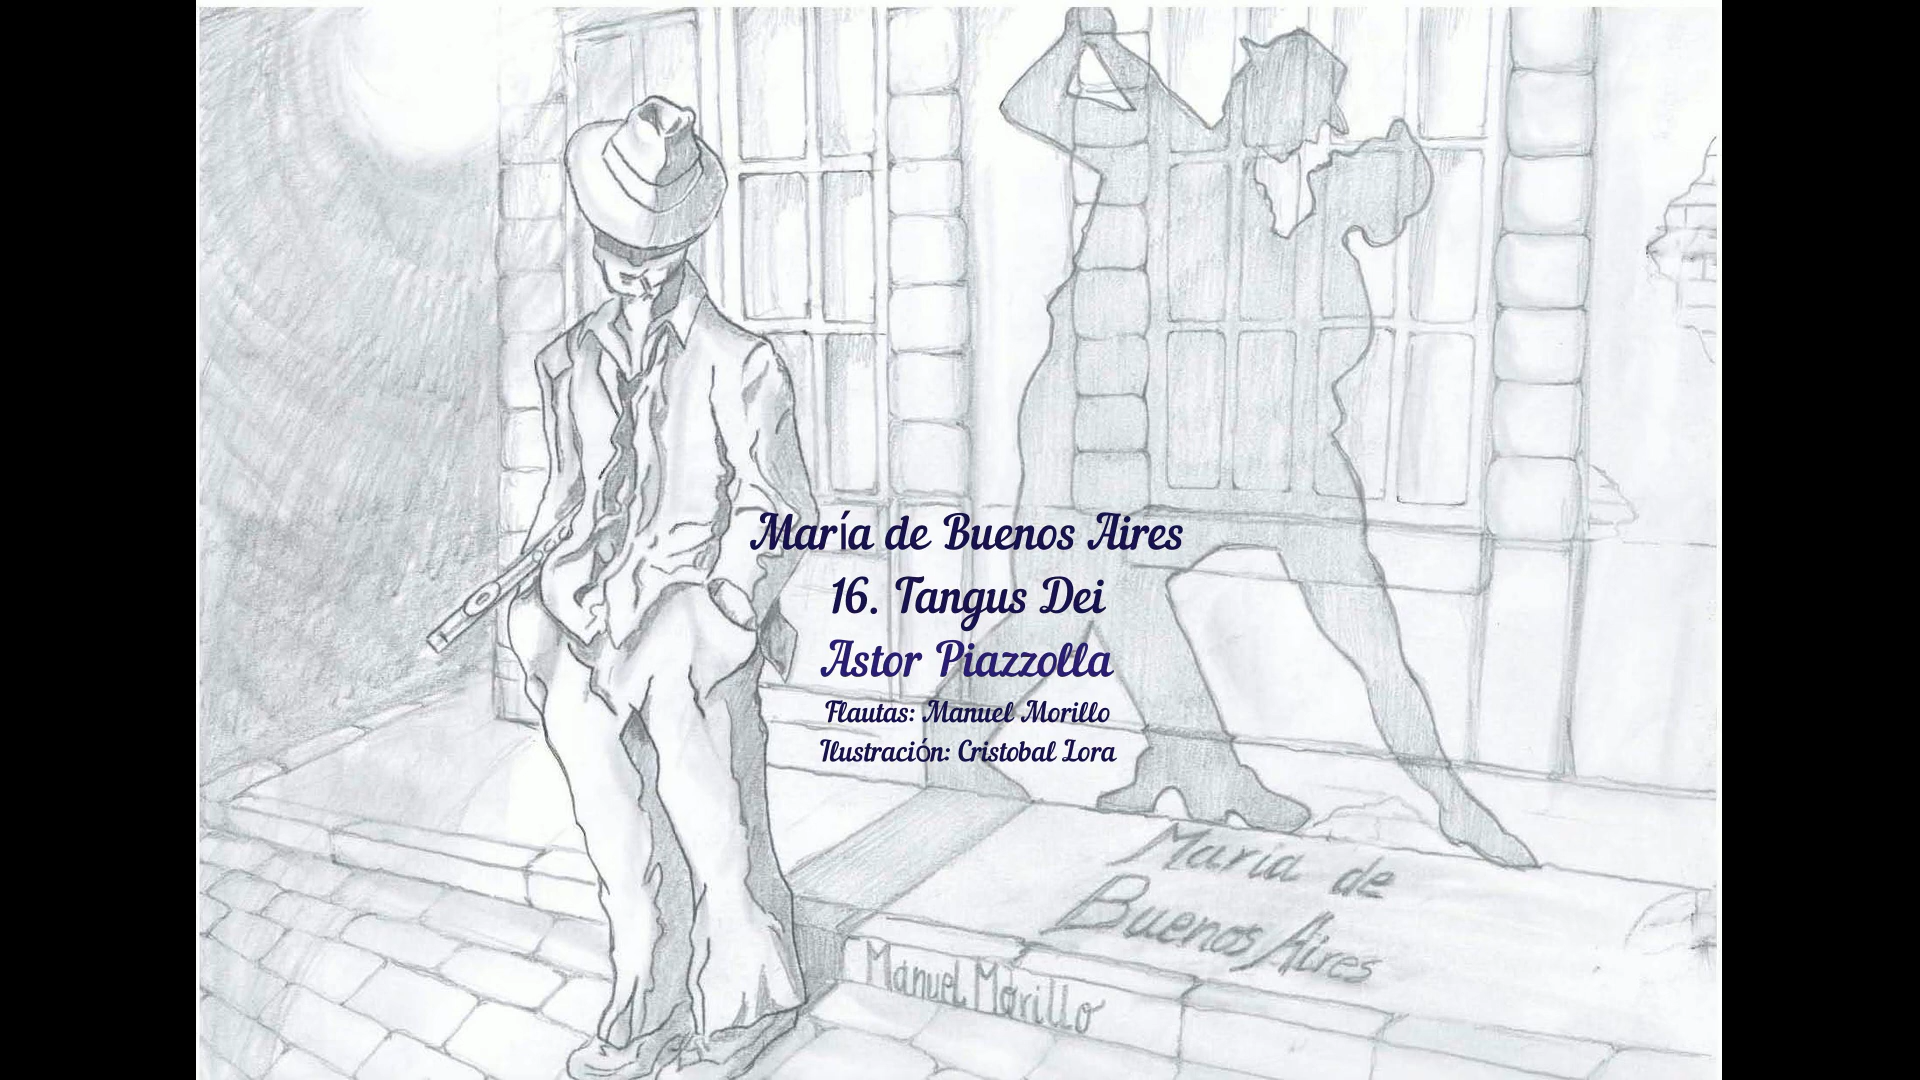 María de Buenos Aires
16. Tangus Dei
Astor Piazzolla
Flautas: Manuel Morillo
Ilustración: Cristobal Lora
Maria de
Buenos Aires
Manuel Morillo